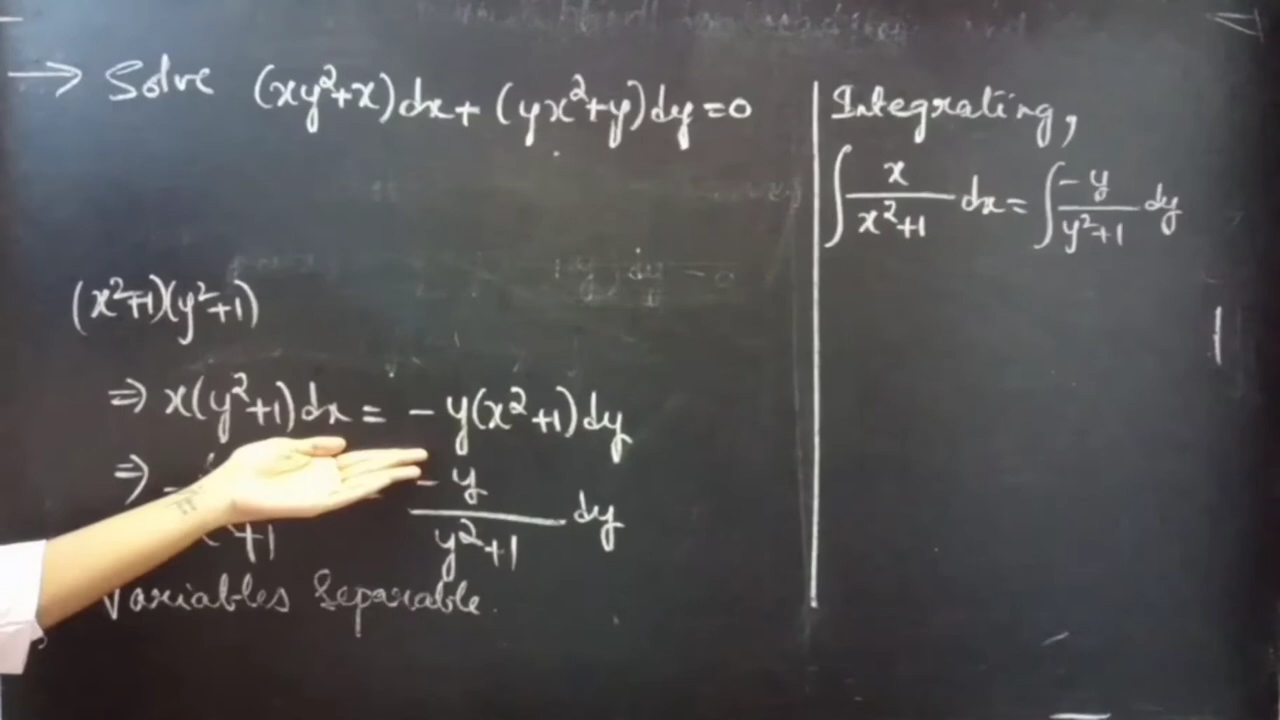 → Solve (xy²+x)dx + (yx²+y)dy = 0
(x²+1)(y²+1)
⇒ x(y²+1)dx = - y(x²+1)dy
⇒ +1 -y/y²+1 dy
Variables Separable.
Integrating,
∫ x/x²+1 dx = ∫ -y/y²+1 dy